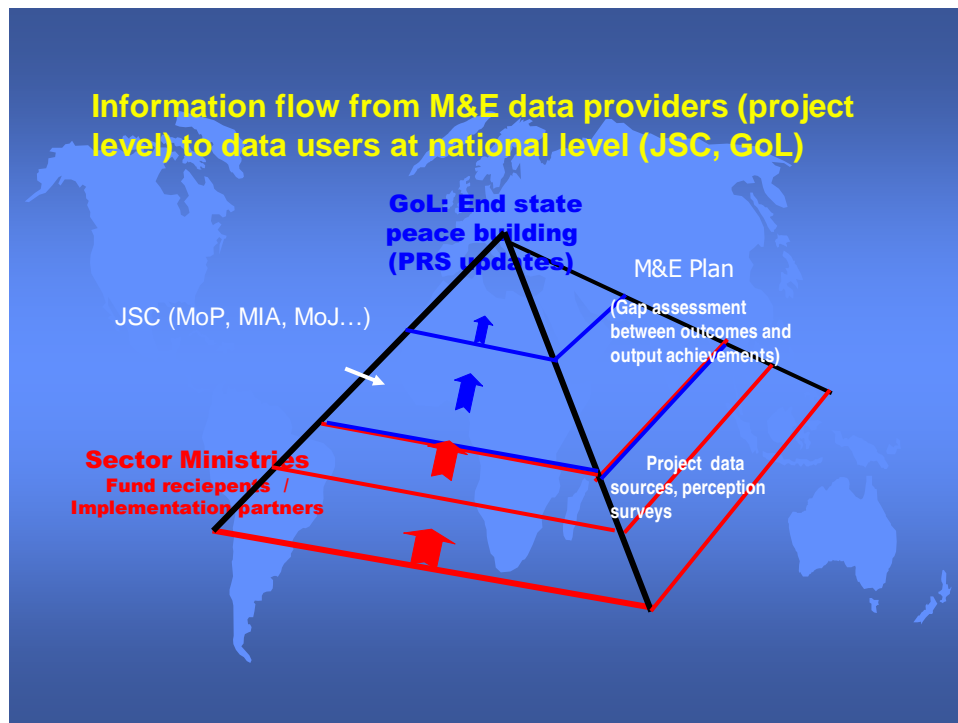 Information flow from M&E data providers (project
level) to data users at national level (JSC, GoL)
GoL: End state
peace building
(PRS updates)
M&E Plan
(Gap assessment
between outcomes and
output achievements)
JSC (MoP, MIA, MoJ…)
Sector Ministries
Fund reciepents /
Implementation partners
Project data
sources, perception
surveys